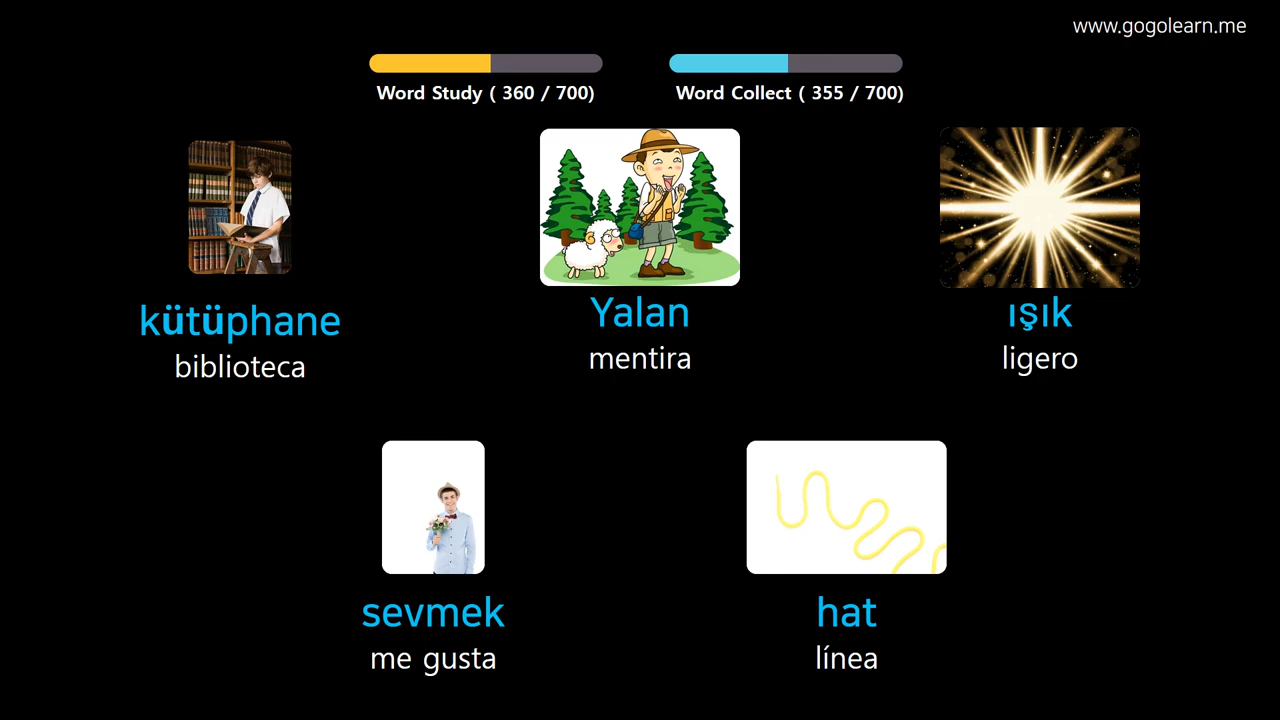 www.gogolearn.me
Word Study ( 360 / 700)
Word Collect ( 355 / 700)
kütüphane
biblioteca
Yalan
mentira
ışık
ligero
sevmek
me gusta
hat
línea